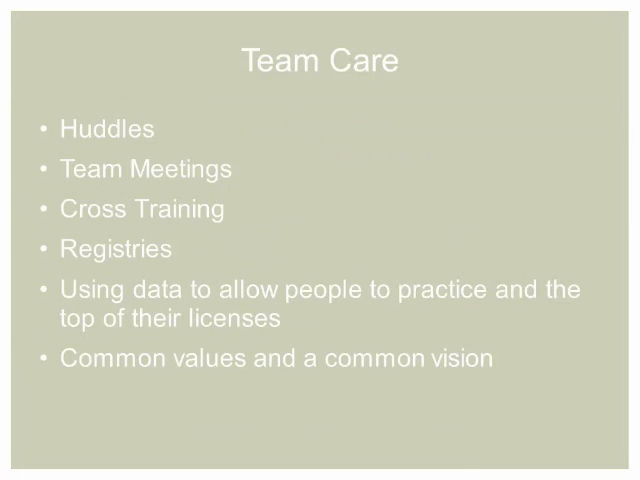 Team Care
• Huddles
• Team Meetings
• Cross Training
• Registries
• Using data to allow people to practice and the
top of their licenses
• Common values and a common vision